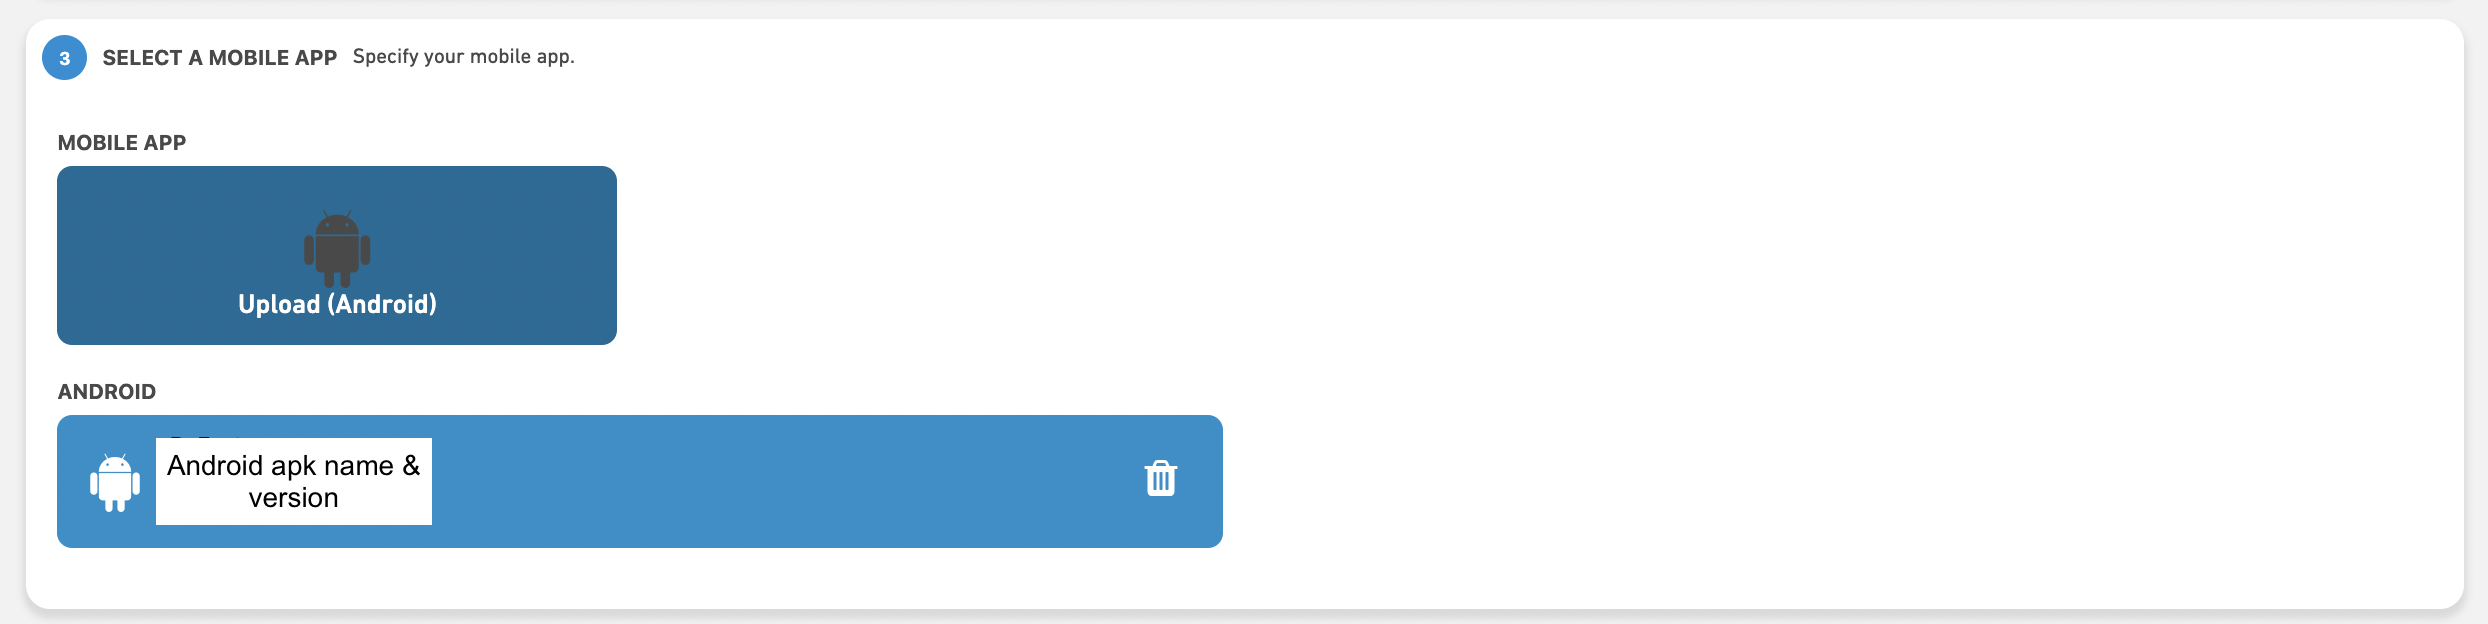 3 SELECT A MOBILE APP Specify your mobile app.
MOBILE APP
Upload (Android)
ANDROID
Android apk name &
version